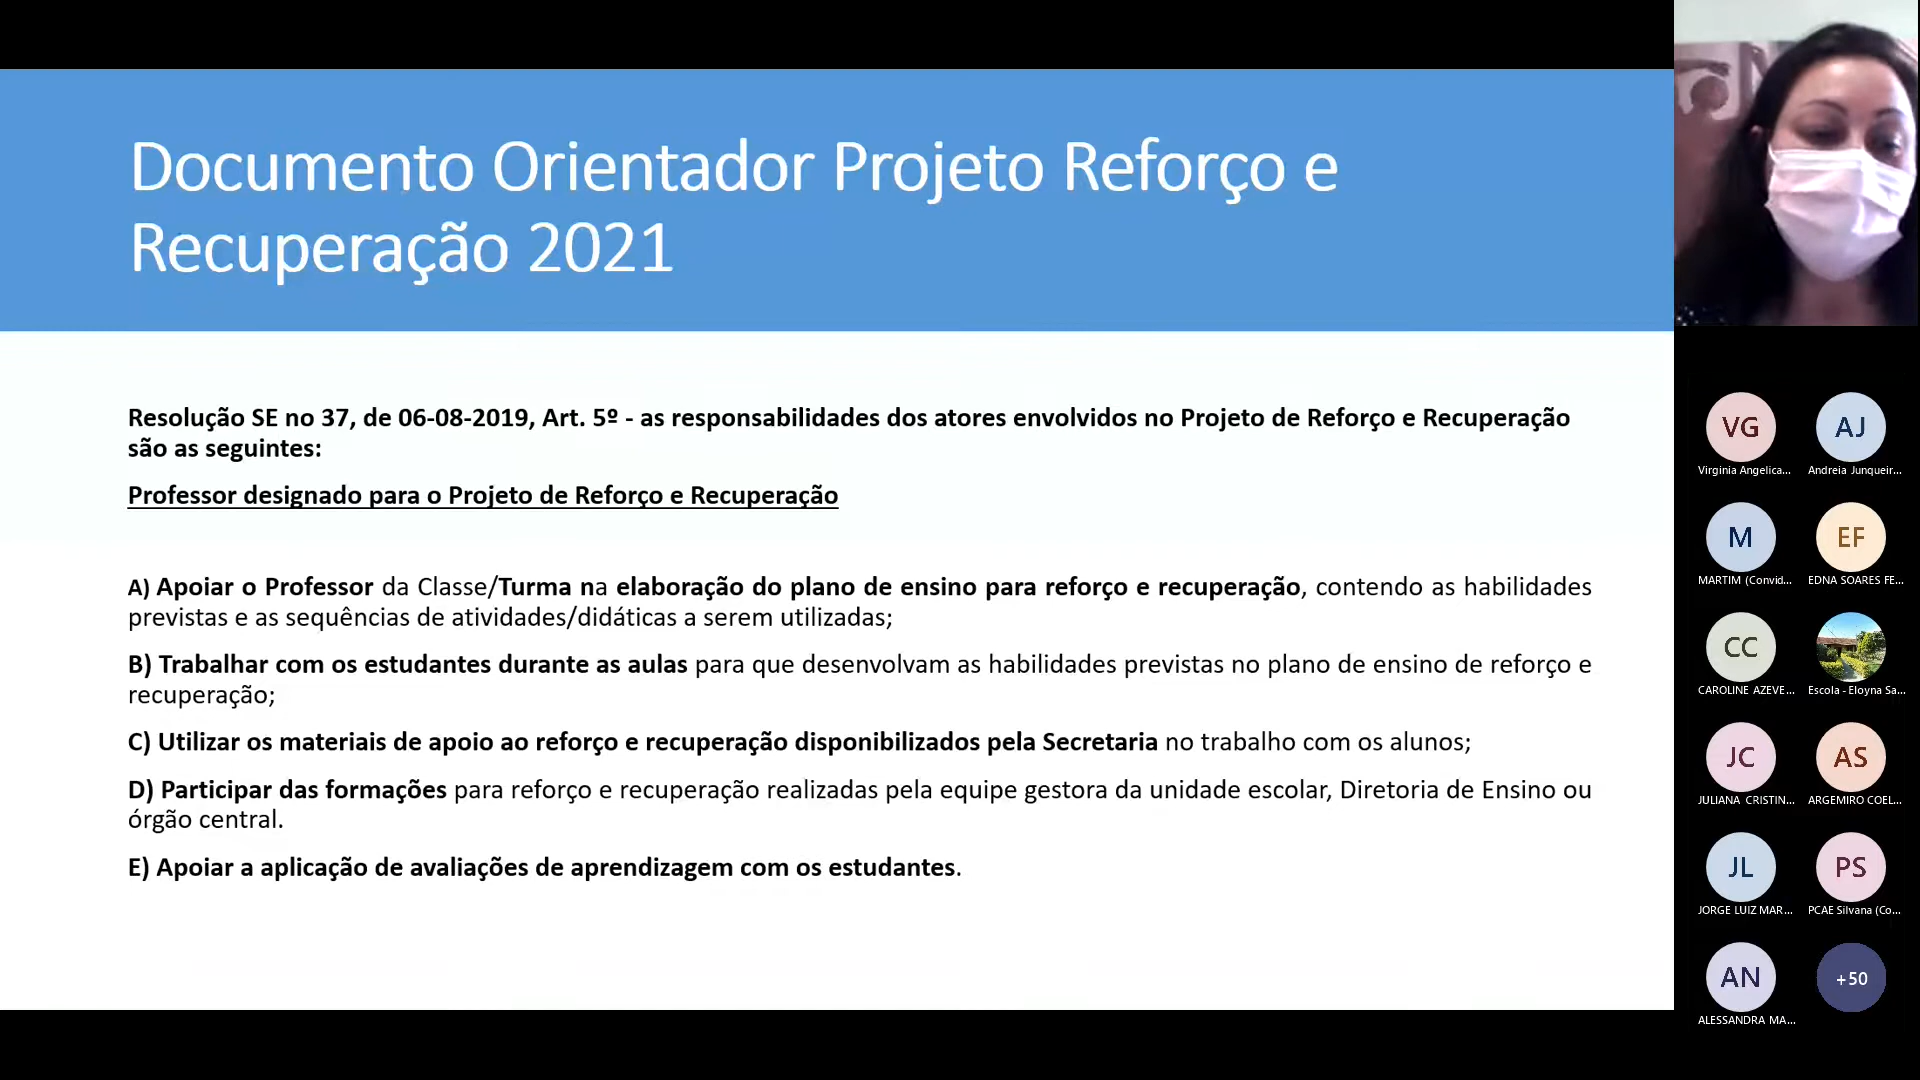 Documento Orientador Projeto Reforço e
Recuperação 2021
Resolução SE no 37, de 06-08-2019, Art. 5º - as responsabilidades dos atores envolvidos no Projeto de Reforço e Recuperação
são as seguintes:
Professor designado para o Projeto de Reforço e Recuperação
A) Apoiar o Professor da Classe/Turma na elaboração do plano de ensino para reforço e recuperação, contendo as habilidades
previstas e as sequências de atividades/didáticas a serem utilizadas;
B) Trabalhar com os estudantes durante as aulas para que desenvolvam as habilidades previstas no plano de ensino de reforço e
recuperação;
C) Utilizar os materiais de apoio ao reforço e recuperação disponibilizados pela Secretaria no trabalho com os alunos;
D) Participar das formações para reforço e recuperação realizadas pela equipe gestora da unidade escolar, Diretoria de Ensino ou
órgão central.
E) Apoiar a aplicação de avaliações de aprendizagem com os estudantes.
VG AJ
Virginia Angelica... Andreia Junqueir...
M EF
MARTIM (Convid... EDNA SOARES FE...
CC
CAROLINE AZEVE... Escola - Eloyna Sa...
JC AS
JULIANA CRISTIN... ARGEMIRO COEL...
JL PS
JORGE LUIZ MAR... PCAE Silvana (Co...
AN +50
ALESSANDRA MA...